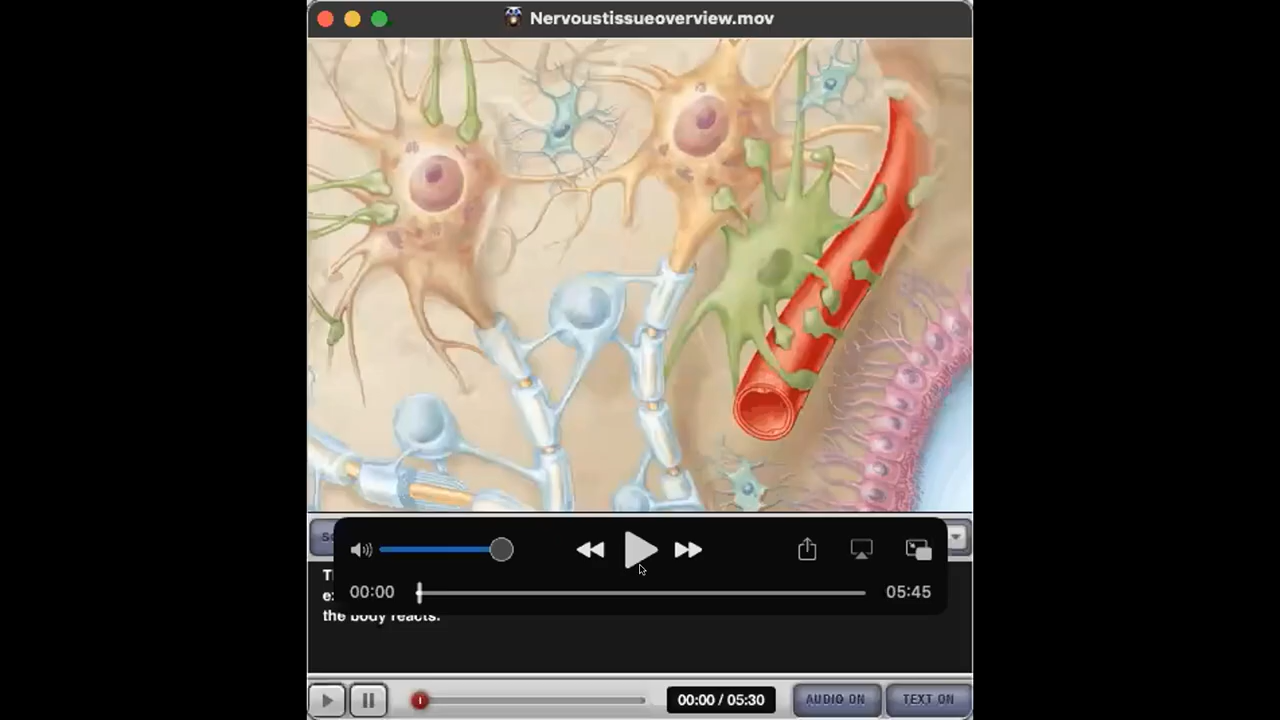 Nervoustissueoverview.mov
00:00
05:45
the body reacts.
00:00 / 05:30
AUDIO ON
TEXT ON